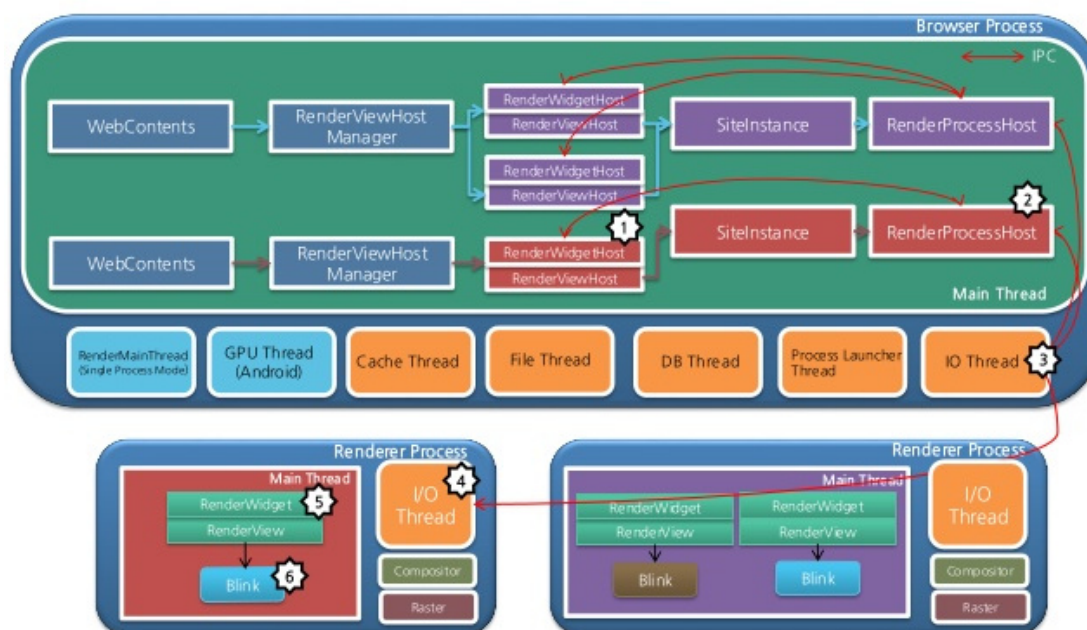 Browser Process
IPC
RenderWidgetHost
RenderViewHost
WebContents
RenderViewHost
Manager
SiteInstance
RenderProcessHost
RenderWidgetHost
RenderViewHost
1
2
WebContents
RenderViewHost
Manager
RenderWidgetHost
RenderViewHost
SiteInstance
RenderProcessHost
Main Thread
RenderMainThread
(Single Process Mode)
GPU Thread
(Android)
Cache Thread
File Thread
DB Thread
Process Launcher
Thread
IO Thread
3
Renderer Process
Main Thread
RenderWidget
5
RenderView
Blink
6
I/O
Thread
4
Compositor
Raster
Renderer Process
Main Thread
RenderWidget
RenderView
Blink
RenderWidget
RenderView
Blink
I/O
Thread
Compositor
Raster